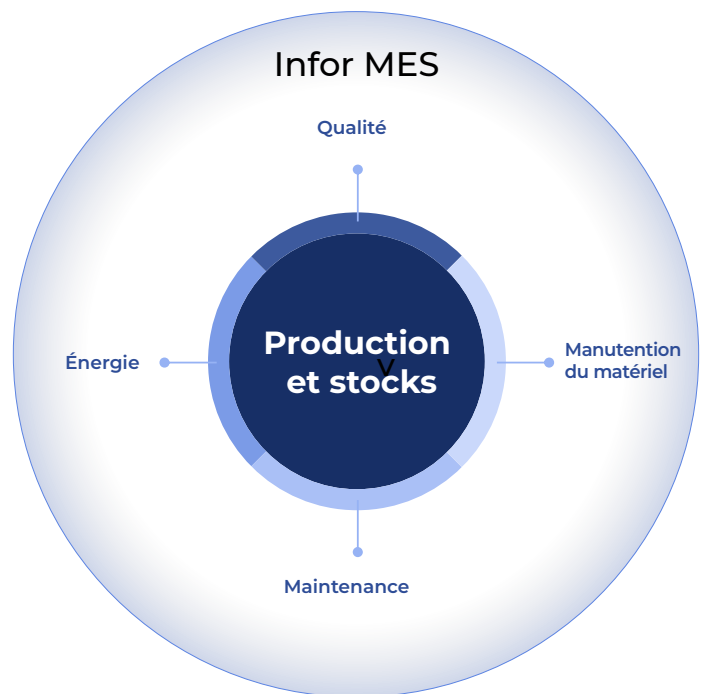 Infor MES
Qualité
Énergie
Production
v
et stocks
Manutention
du matériel
Maintenance